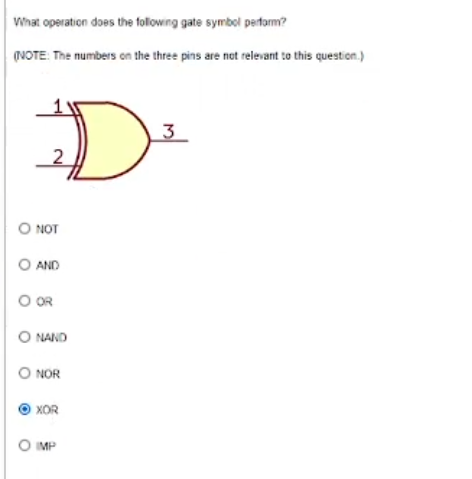 What operation does the following gate symbol perform?
(NOTE: The numbers on the three pins are not relevant to this question.)
1
3
2
NOT
AND
OR
NAND
NOR
XOR
IMP